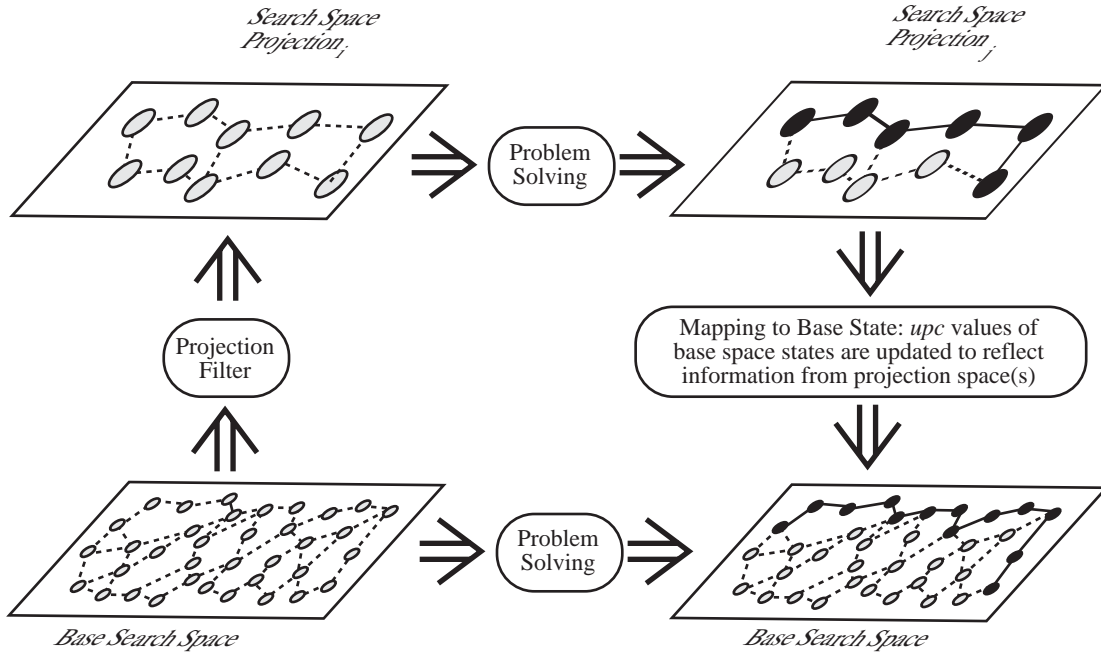 Search Space
Projection i
Search Space
Projection j
Problem
Solving
Projection
Filter
Mapping to Base State: upc values of
base space states are updated to reflect
information from projection space(s)
Problem
Solving
Base Search Space
Base Search Space